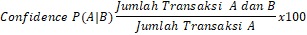 Confidence P(A|B) Jumlah Transaksi A dan B / Jumlah Transaksi A x100